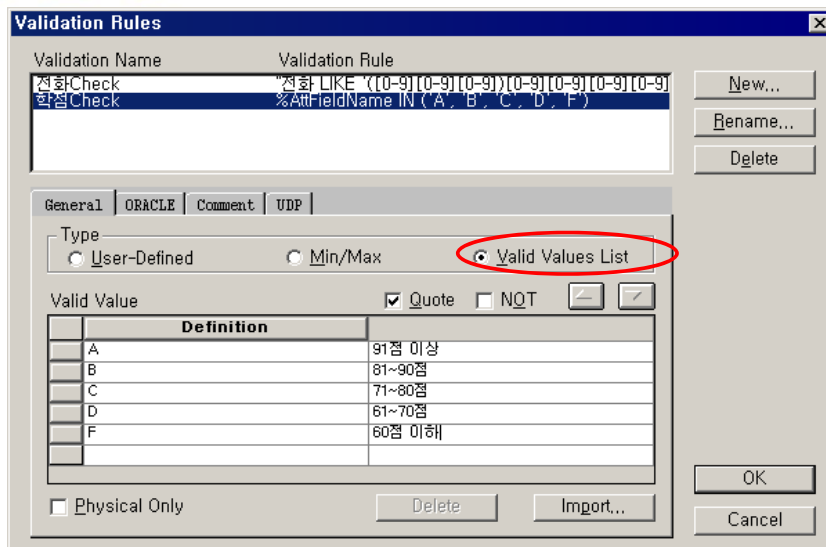 Validation Rules
Validation Name Validation Rule
전화Check "전화 LIKE '([0-9][0-9][0-9])[0-9][0-9][0-9][0-9]
학점Check %AttFieldName IN ('A', 'B', 'C', 'D', 'F')
New...
Rename...
Delete
General ORACLE Comment UDP
Type
User-Defined Min/Max Valid Values List
Valid Value Quote NOT
Definition
A 91점 이상
B 81~90점
C 71~80점
D 61~70점
F 60점 이하
Physical Only Delete Import...
OK
Cancel